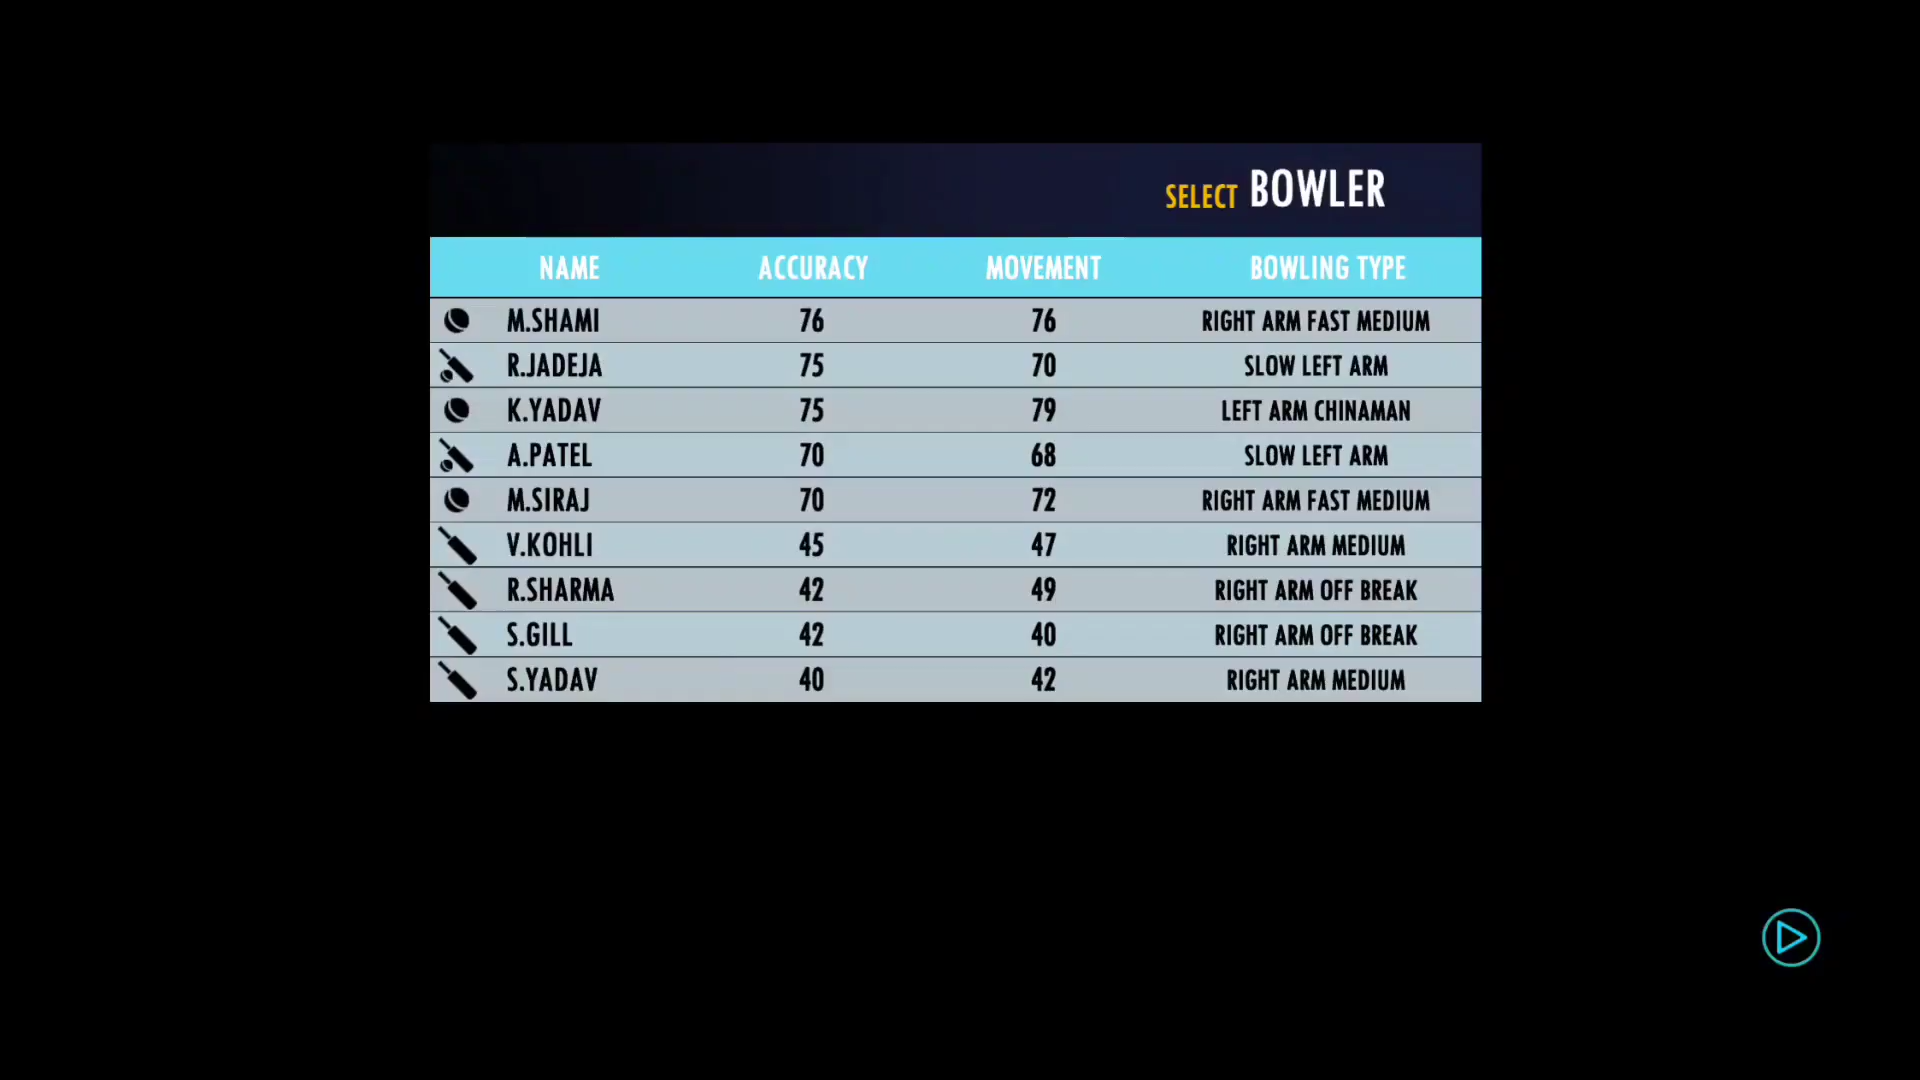 SELECT BOWLER
NAME ACCURACY MOVEMENT BOWLING TYPE
M.SHAMI 76 76 RIGHT ARM FAST MEDIUM
R.JADEJA 75 70 SLOW LEFT ARM
K.YADAV 75 79 LEFT ARM CHINAMAN
A.PATEL 70 68 SLOW LEFT ARM
M.SIRAJ 70 72 RIGHT ARM FAST MEDIUM
V.KOHLI 45 47 RIGHT ARM MEDIUM
R.SHARMA 42 49 RIGHT ARM OFF BREAK
S.GILL 42 40 RIGHT ARM OFF BREAK
S.YADAV 40 42 RIGHT ARM MEDIUM